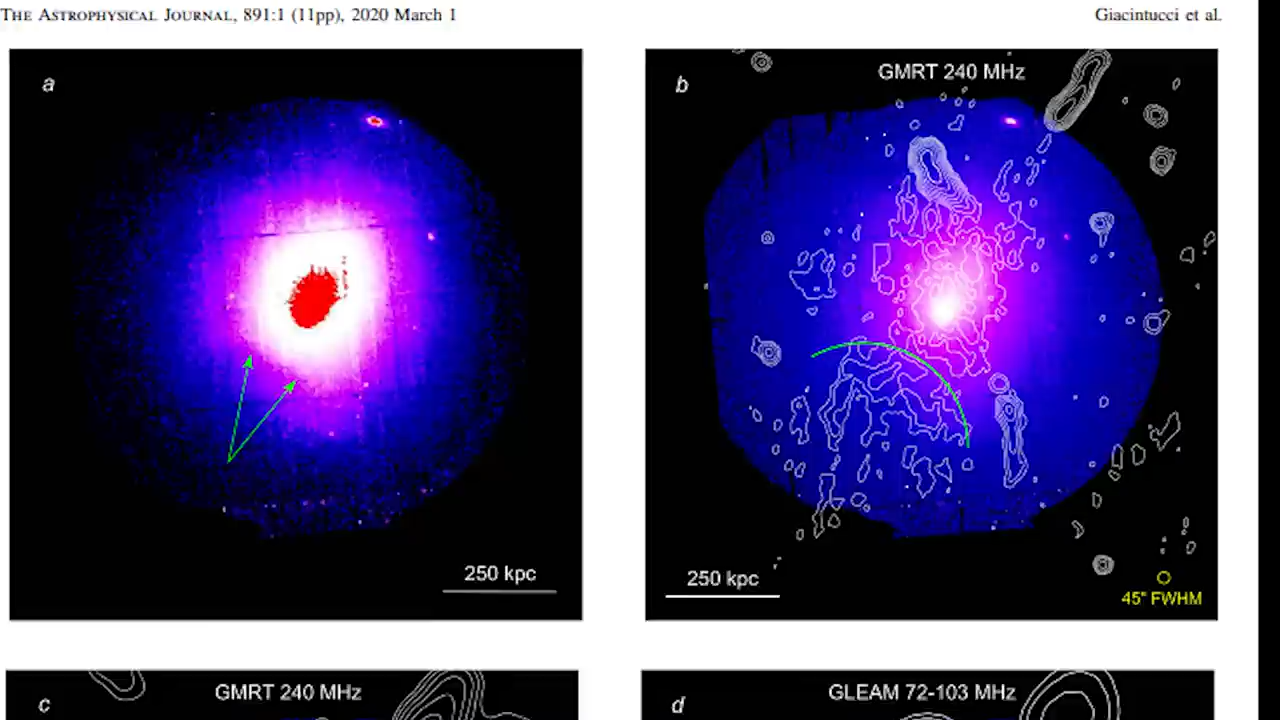 THE ASTROPHYSICAL JOURNAL, 891:1 (11pp), 2020 March 1
Giacintucci et al.
a
250 kpc
b
GMRT 240 MHz
250 kpc
45" FWHM
c
GMRT 240 MHz
d
GLEAM 72-103 MHz